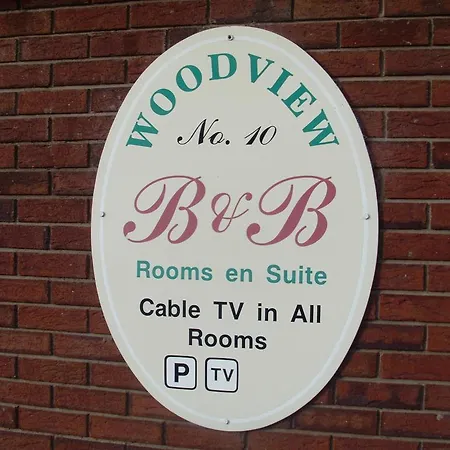 WOODVIEW
No. 10
B&B
Rooms en Suite
Cable TV in All
Rooms
P TV